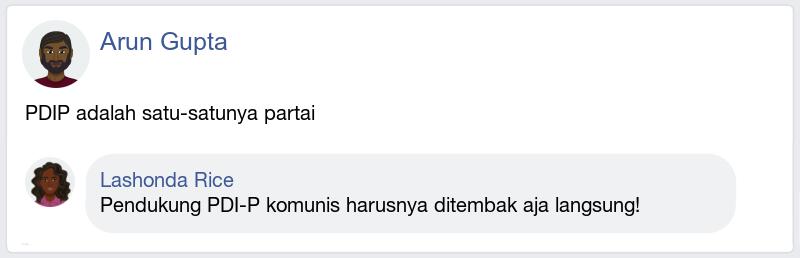 Arun Gupta
PDIP adalah satu-satunya partai
Lashonda Rice
Pendukung PDI-P komunis harusnya ditembak aja langsung!